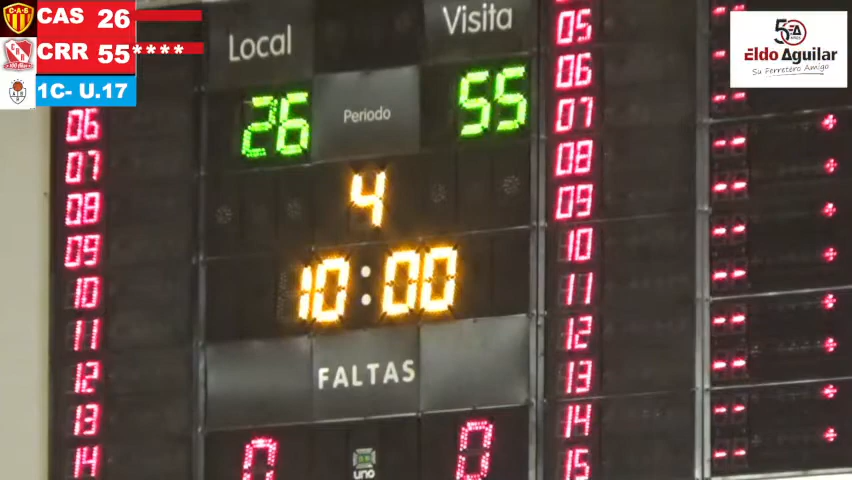 C·A·S
CAS 26
CRR 55****
1C- U.17
50
EA
Eldo Aguilar
Su Ferretero Amigo
Local
Visita
26
Periodo
55
4
10:00
FALTAS
0
0
uno
06
07
08
09
10
11
12
13
14
05
06
07
08
09
10
11
12
13
14
15